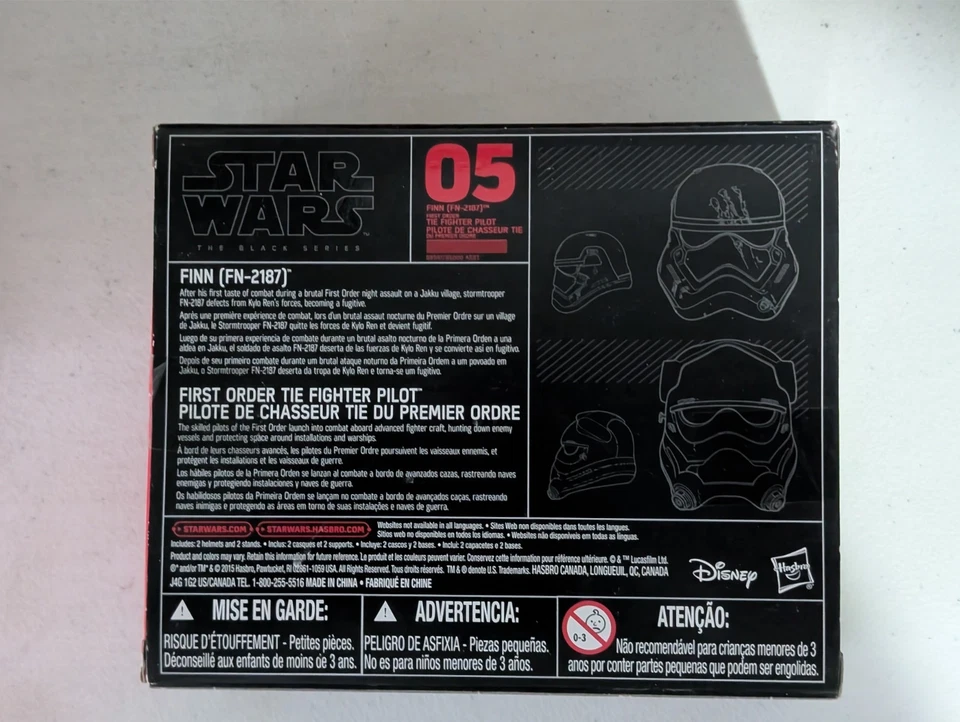 STAR
WARS
THE BLACK SERIES
05
FINN (FN-2187)™
FIRST ORDER
TIE FIGHTER PILOT
PILOTE DE CHASSEUR TIE
DU PREMIER ORDRE
FINN (FN-2187)™
After his first taste of combat during a brutal First Order night assault on a Jakku village, stormtrooper
FN-2187 defects from Kylo Ren's forces, becoming a fugitive.
Après une première expérience de combat, lors d'un brutal assaut nocturne du Premier Ordre sur un village
de Jakku, le Stormtrooper FN-2187 quitte les forces de Kylo Ren et devient fugitif.
Luego de su primera experiencia de combate durante un brutal asalto nocturno de la Primera Orden a una
aldea en Jakku, el soldado de asalto FN-2187 deserta de las fuerzas de Kylo Ren y se convierte así en fugitivo.
Depois de seu primeiro combate durante um brutal ataque noturno da Primeira Ordem a um povoado em
Jakku, o Stormtrooper FN-2187 deserta da tropa de Kylo Ren e torna-se um fugitivo.
FIRST ORDER TIE FIGHTER PILOT™
PILOTE DE CHASSEUR TIE DU PREMIER ORDRE
The skilled pilots of the First Order launch into combat aboard advanced fighter craft, hunting down enemy
vessels and protecting space around installations and warships.
À bord de leurs chasseurs avancés, les pilotes du Premier Ordre poursuivent les vaisseaux ennemis, et
protègent les installations et les vaisseaux de guerre.
Los hábiles pilotos de la Primera Orden se lanzan al combate a bordo de avanzados cazas, rastreando naves
enemigas y protegiendo instalaciones y naves de guerra.
Os habilidosos pilotos da Primeira Ordem se lançam no combate a bordo de avançados caças, rastreando
naves inimigas e protegendo as áreas em torno de suas instalações e naves de guerra.
STARWARS.COM • STARWARS.HASBRO.COM
Websites not available in all languages. • Sites Web non disponibles dans toutes les langues.
Sitios web no disponibles en todos los idiomas. • Websites não disponíveis em todas as línguas.
Includes: 2 helmets and 2 stands. • Inclus: 2 casques et 2 supports. • Incluye: 2 cascos y 2 bases. • Inclui: 2 capacetes e 2 bases.
Product and colors may vary. Retain this information for future reference. Le produit et les couleurs peuvent varier. Conservez cette information pour référence ultérieure. © & ™ Lucasfilm Ltd.
®* and/or TM* & © 2015 Hasbro, Pawtucket, RI 02861-1059 USA. All Rights Reserved. Tous droits réservés. TM & ® denote U.S. Trademarks. HASBRO CANADA, LONGUEUIL, QC, CANADA
J4G 1G2 US/CANADA TEL. 1-800-255-5516 MADE IN CHINA • FABRIQUÉ EN CHINE
Disney
Hasbro
MISE EN GARDE:
RISQUE D'ÉTOUFFEMENT - Petites pièces.
Déconseillé aux enfants de moins de 3 ans.
ADVERTENCIA:
PELIGRO DE ASFIXIA - Piezas pequeñas.
No es para niños menores de 3 años.
0-3
ATENÇÃO:
Não recomendável para crianças menores de 3
anos por conter partes pequenas que podem ser engolidas.